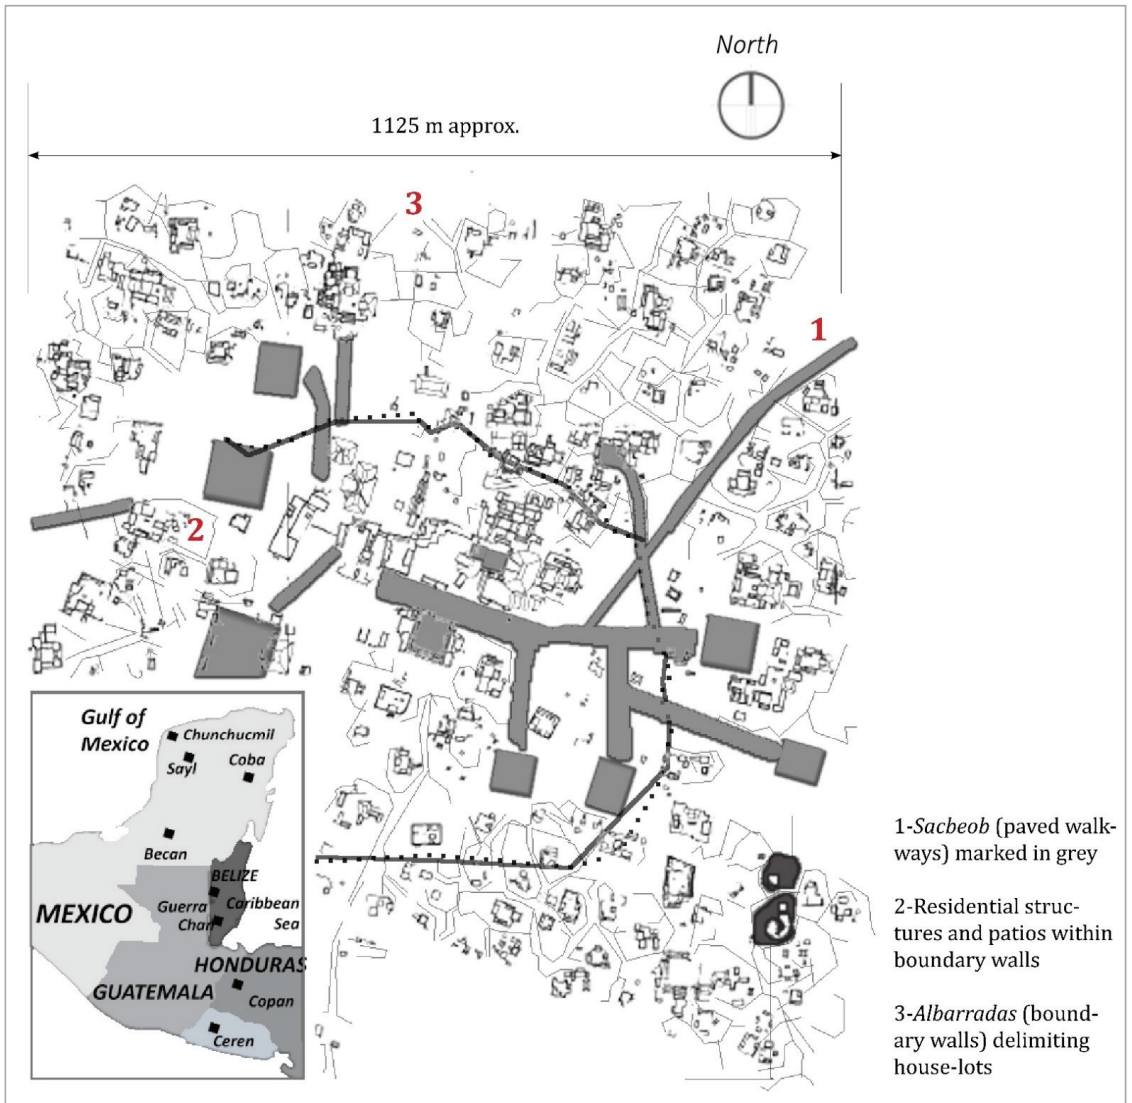 North
1125 m approx.
3
1
2
Gulf of
Mexico
Chunchucmil
Sayl
Coba
Becan
BELIZE
MEXICO
Guerra
Caribbean
Chan
Sea
HONDURAS
GUATEMALA
Copan
Ceren
1-Sacbeob (paved walk-
ways) marked in grey
2-Residential struc-
tures and patios within
boundary walls
3-Albarradas (bound-
ary walls) delimiting
house-lots